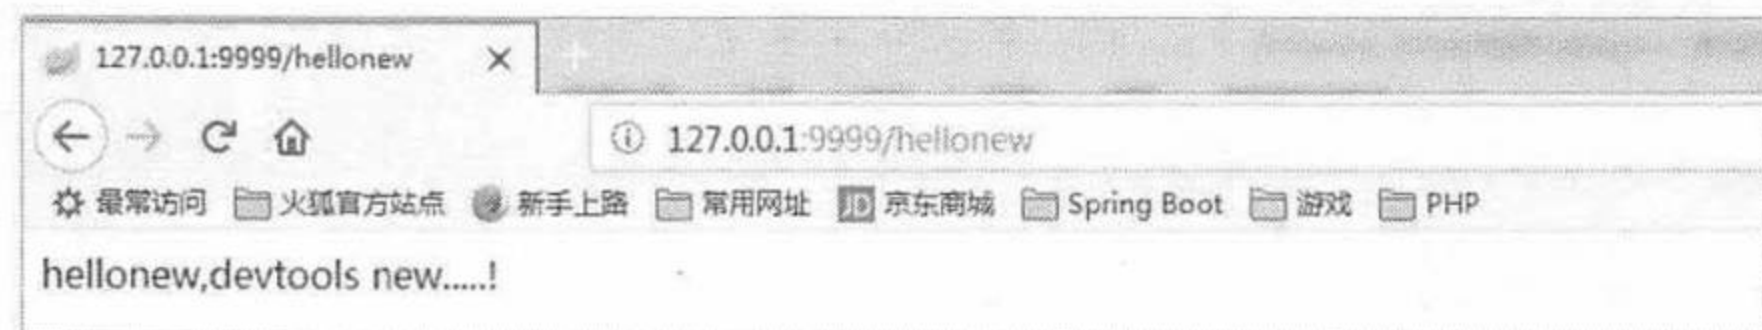 127.0.0.1:9999/hellonew
127.0.0.1:9999/hellonew
最常访问 火狐官方站点 新手上路 常用网址 JD 京东商城 Spring Boot 游戏 PHP
hellonew,devtools new.....!